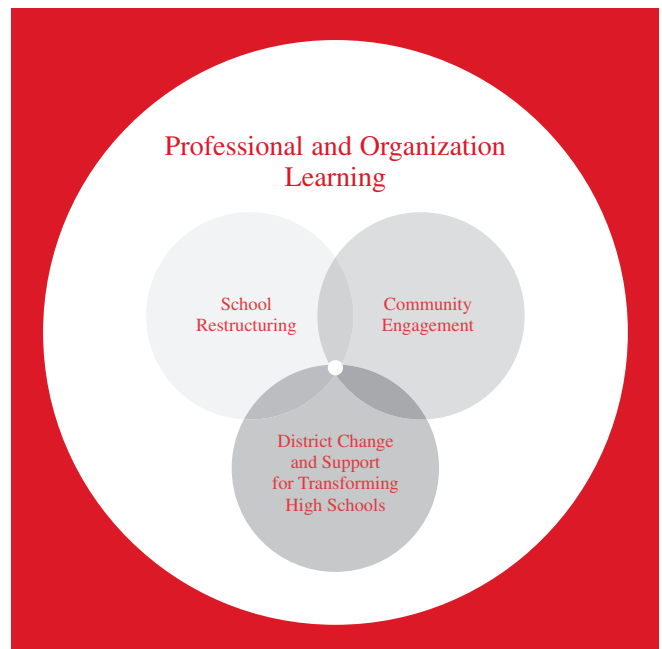 Professional and Organization
Learning
School
Restructuring
Community
Engagement
District Change
and Support
for Transforming
High Schools